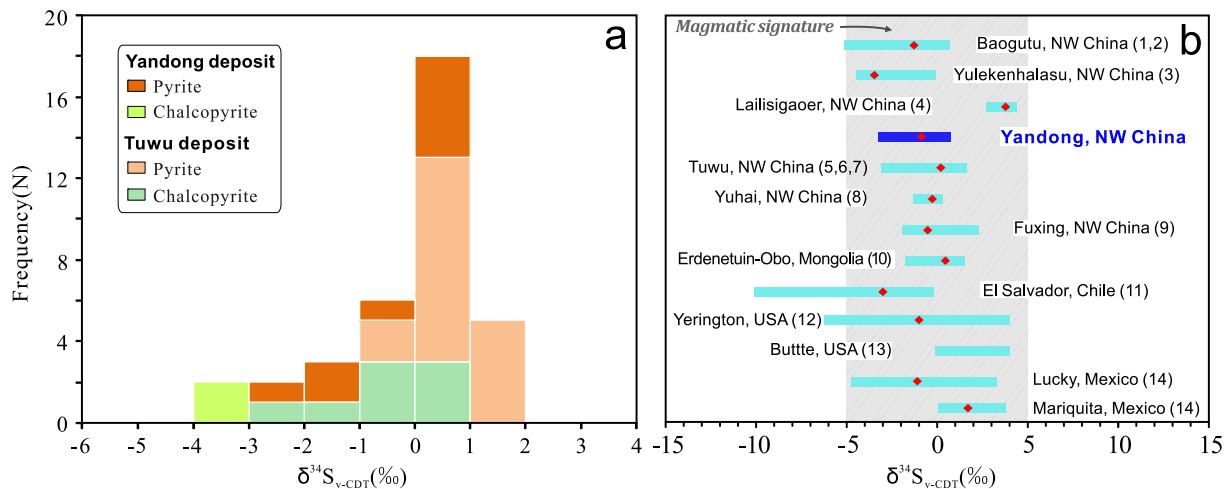 a
Yandong deposit
Pyrite
Chalcopyrite
Tuwu deposit
Pyrite
Chalcopyrite
Frequency(N)
20
16
12
8
4
0
-6 -5 -4 -3 -2 -1 0 1 2 3 4
δ³⁴S_V-CDT(‰)
b
Magmatic signature
Baogutu, NW China (1,2)
Yulekenhalasu, NW China (3)
Lailisigaoer, NW China (4)
Yandong, NW China
Tuwu, NW China (5,6,7)
Yuhai, NW China (8)
Fuxing, NW China (9)
Erdenetuin-Obo, Mongolia (10)
El Salvador, Chile (11)
Yerington, USA (12)
Buttte, USA (13)
Lucky, Mexico (14)
Mariquita, Mexico (14)
-15 -10 -5 0 5 10 15
δ³⁴S_V-CDT(‰)